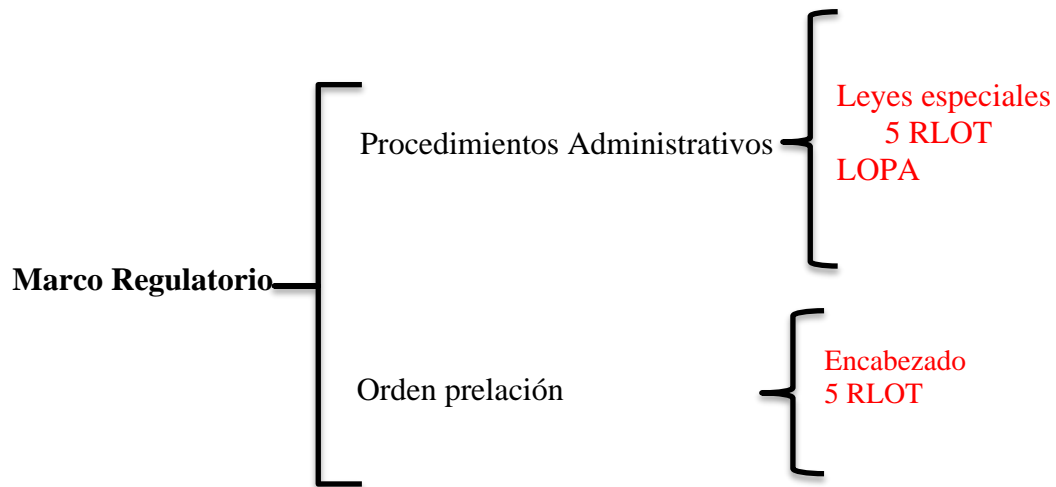 Marco Regulatorio
Procedimientos Administrativos
Leyes especiales
5 RLOT
LOPA
Orden prelación
Encabezado
5 RLOT